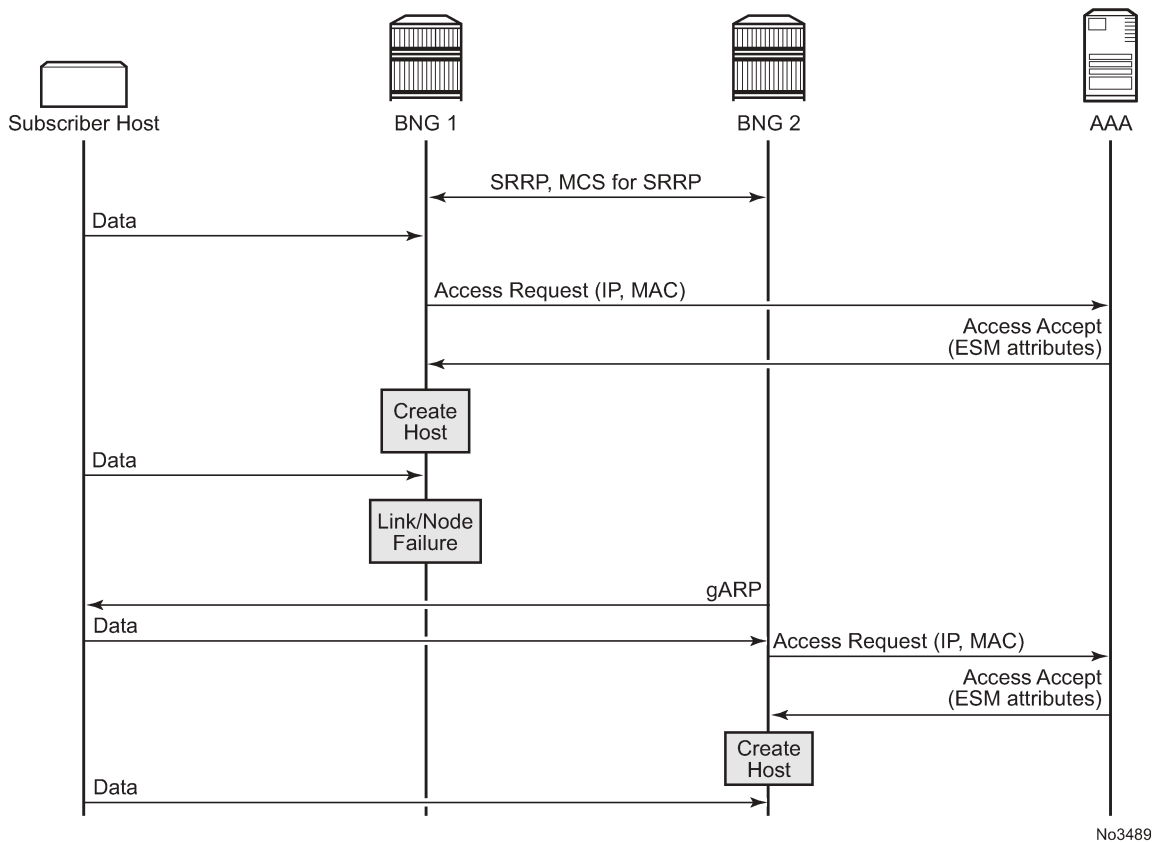 Subscriber Host
BNG 1
BNG 2
AAA
SRRP, MCS for SRRP
Data
Access Request (IP, MAC)
Access Accept
(ESM attributes)
Create
Host
Data
Link/Node
Failure
gARP
Data
Access Request (IP, MAC)
Access Accept
(ESM attributes)
Create
Host
Data
No3489